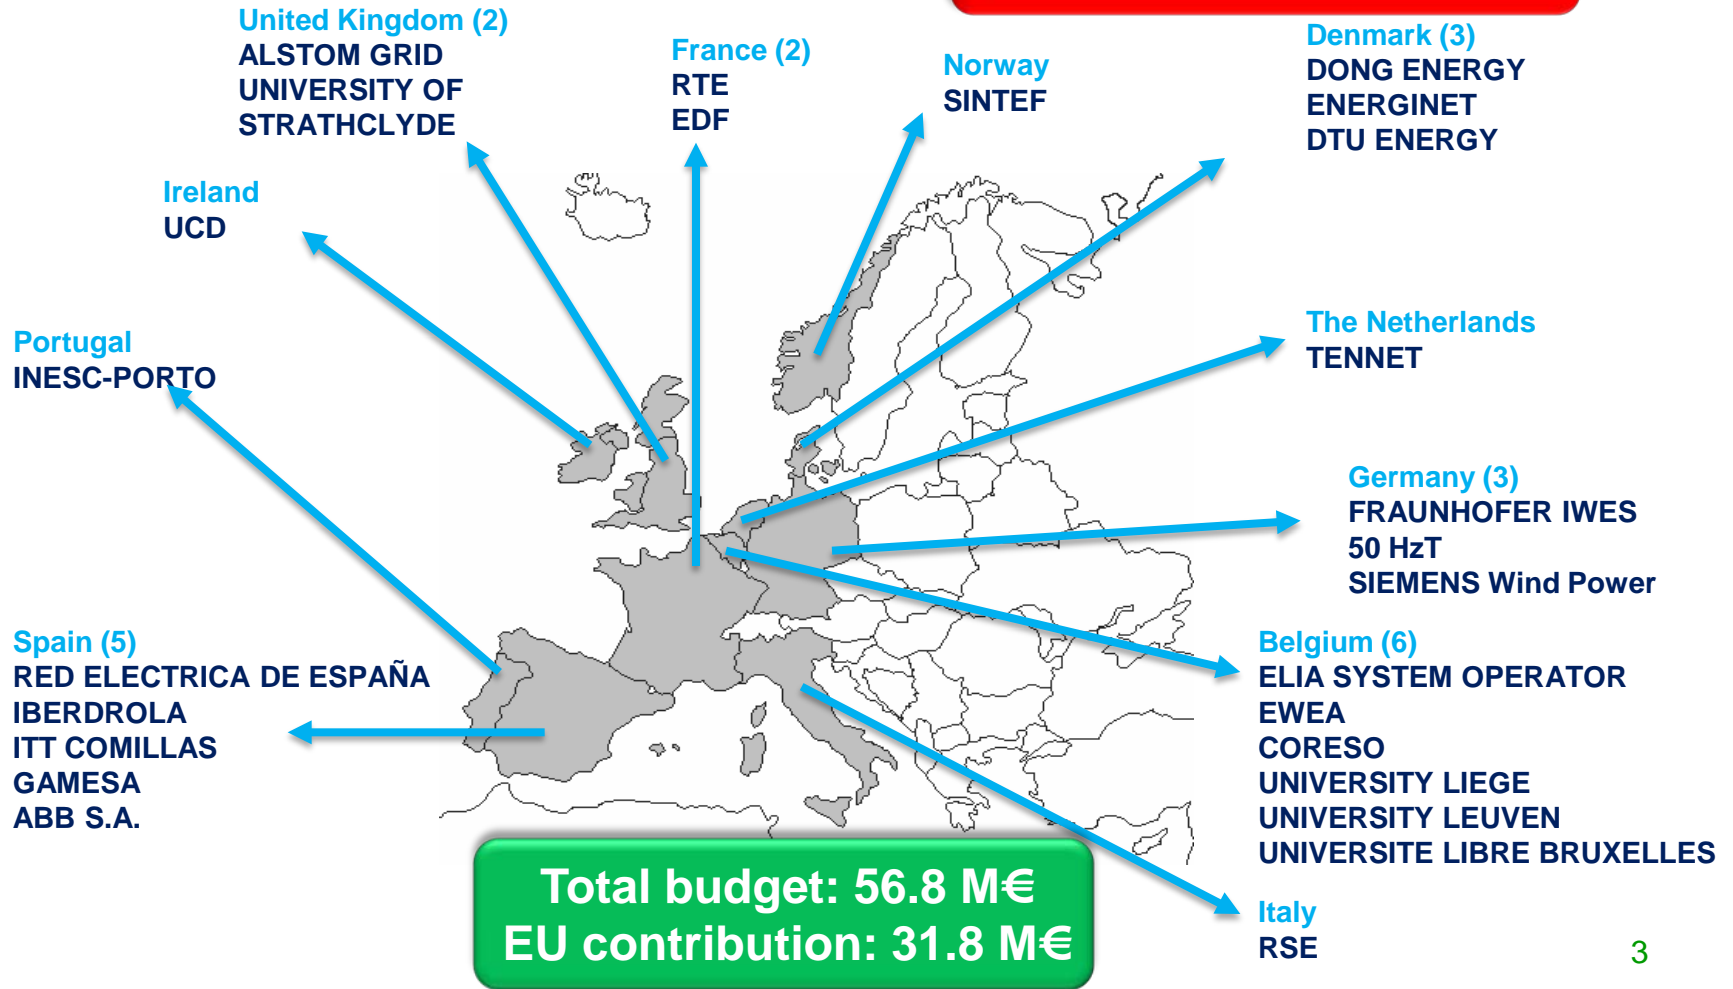 United Kingdom (2)
ALSTOM GRID
UNIVERSITY OF
STRATHCLYDE
France (2)
RTE
EDF
Norway
SINTEF
Denmark (3)
DONG ENERGY
ENERGINET
DTU ENERGY
Ireland
UCD
Portugal
INESC-PORTO
The Netherlands
TENNET
Germany (3)
FRAUNHOFER IWES
50 HzT
SIEMENS Wind Power
Spain (5)
RED ELECTRICA DE ESPAÑA
IBERDROLA
ITT COMILLAS
GAMESA
ABB S.A.
Belgium (6)
ELIA SYSTEM OPERATOR
EWEA
CORESO
UNIVERSITY LIEGE
UNIVERSITY LEUVEN
UNIVERSITE LIBRE BRUXELLES
Total budget: 56.8 M€
EU contribution: 31.8 M€
Italy
RSE
3